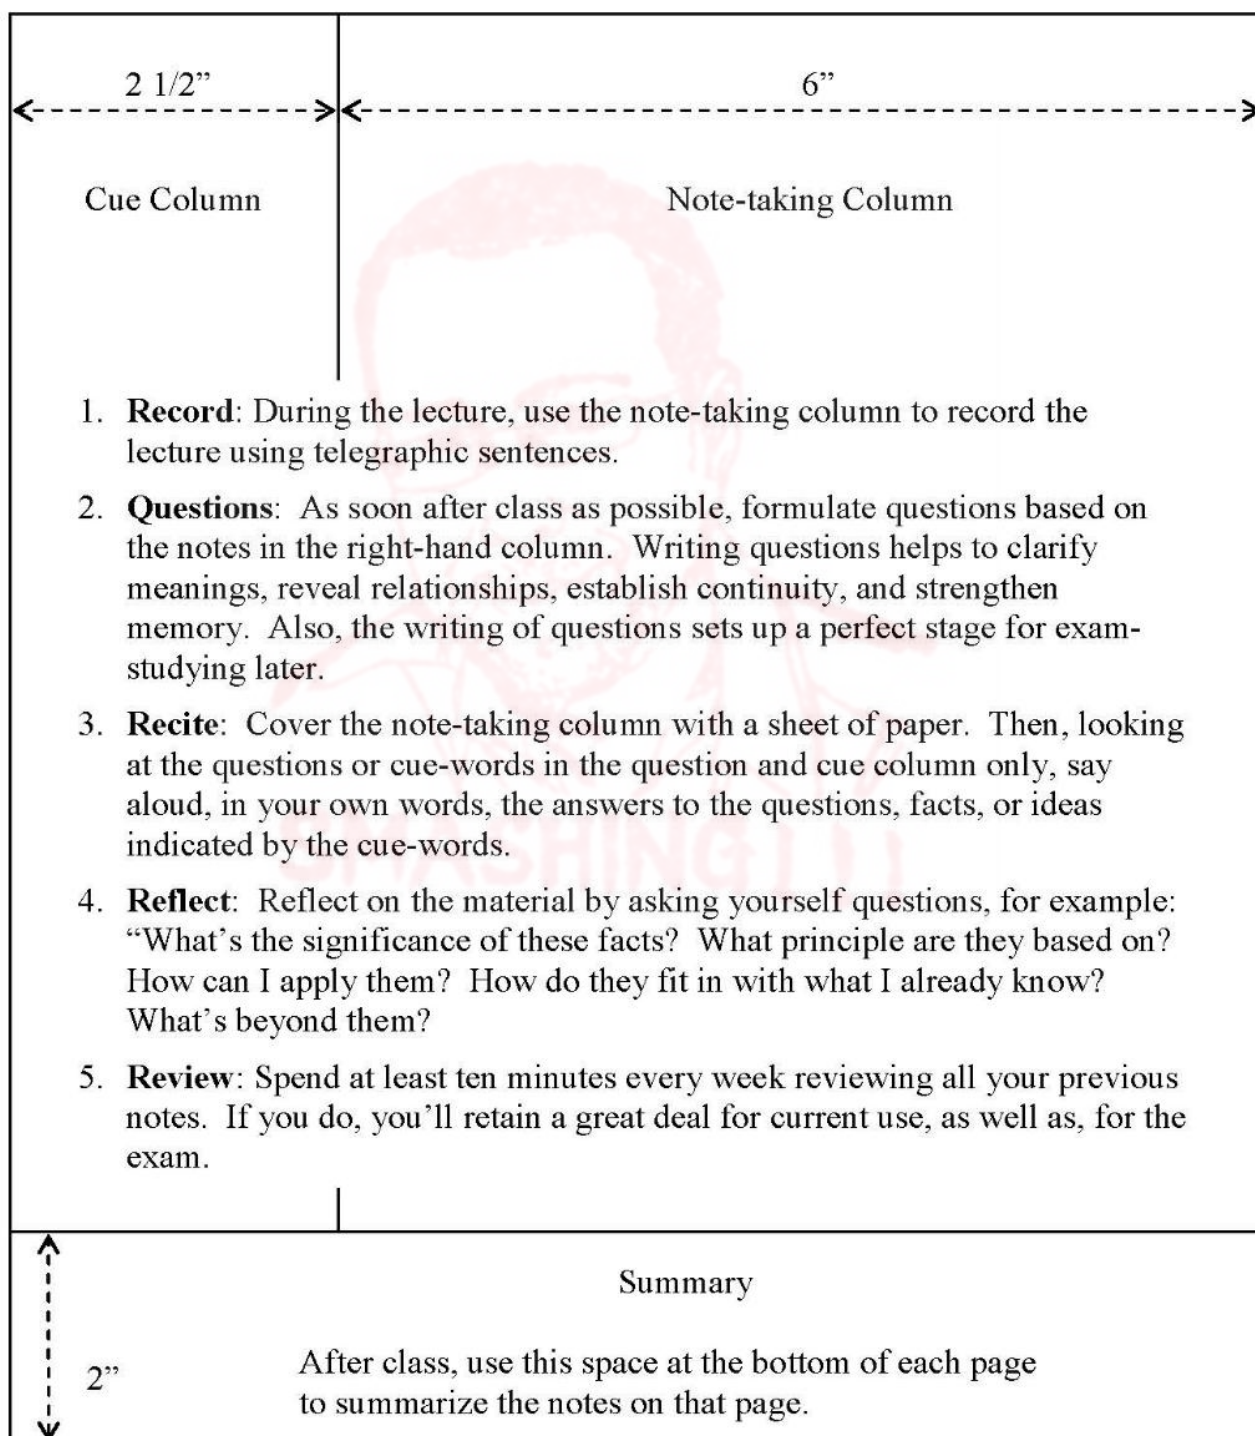 2 1/2”
6”
Cue Column
Note-taking Column
1. Record: During the lecture, use the note-taking column to record the
lecture using telegraphic sentences.
2. Questions:  As soon after class as possible, formulate questions based on
the notes in the right-hand column.  Writing questions helps to clarify
meanings, reveal relationships, establish continuity, and strengthen
memory.  Also, the writing of questions sets up a perfect stage for exam-
studying later.
3. Recite:  Cover the note-taking column with a sheet of paper.  Then, looking
at the questions or cue-words in the question and cue column only, say
aloud, in your own words, the answers to the questions, facts, or ideas
indicated by the cue-words.
SMASHING!!!
4. Reflect:  Reflect on the material by asking yourself questions, for example:
“What’s the significance of these facts?  What principle are they based on?
How can I apply them?  How do they fit in with what I already know?
What’s beyond them?
5. Review: Spend at least ten minutes every week reviewing all your previous
notes.  If you do, you’ll retain a great deal for current use, as well as, for the
exam.
Summary
2”
After class, use this space at the bottom of each page
to summarize the notes on that page.